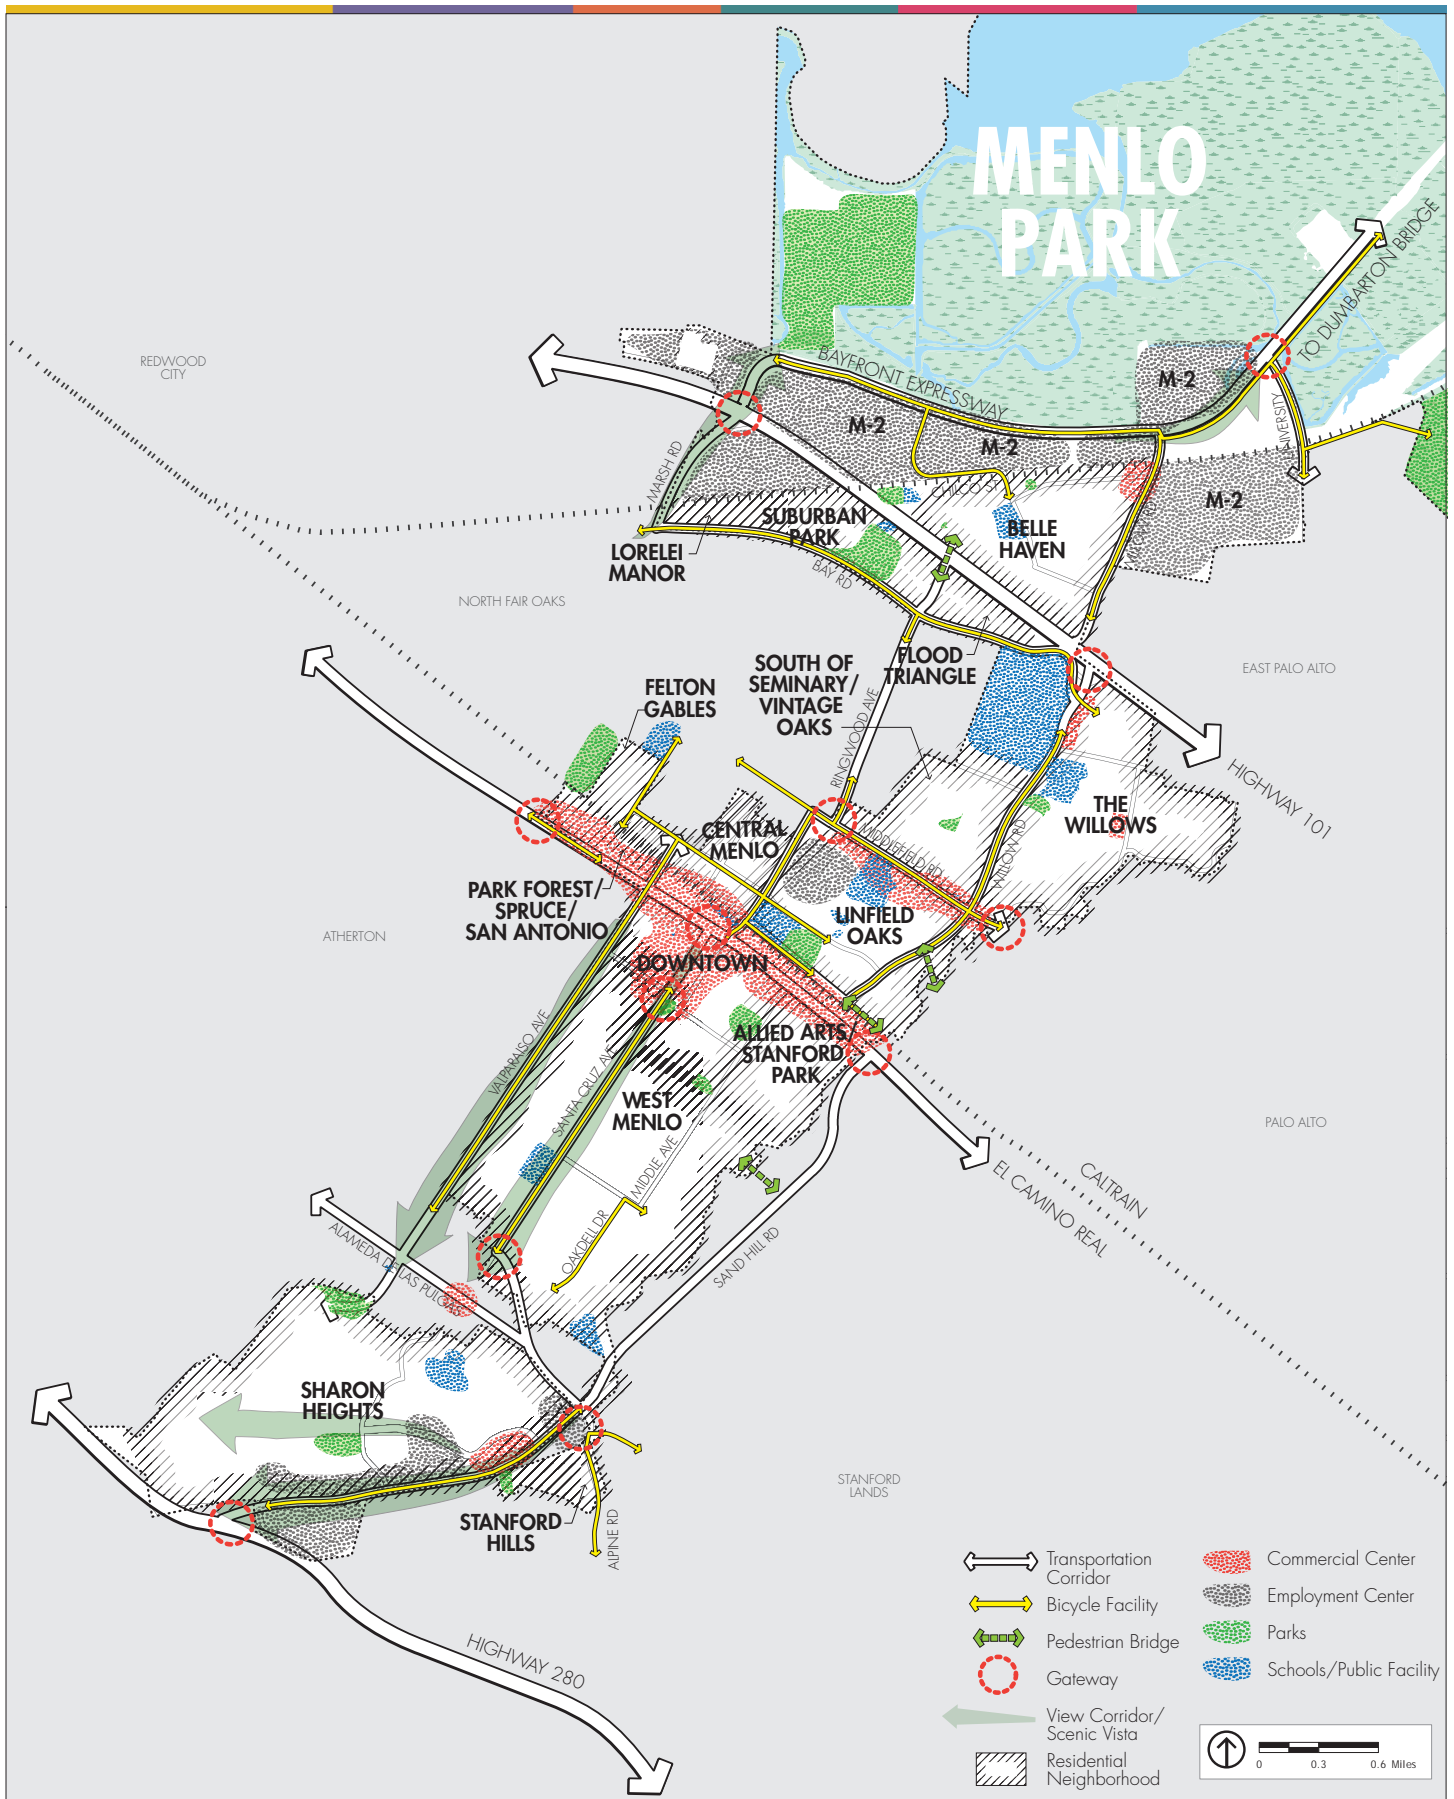 MENLO
PARK
TO DUMBARTON BRIDGE
REDWOOD
CITY
BAYFRONT EXPRESSWAY
M-2
M-2
M-2
M-2
UNIVERSITY
MARSH RD
CHILCO ST
SUBURBAN
PARK
BELLE
HAVEN
LORELEI
MANOR
BAY RD
NORTH FAIR OAKS
FLOOD
TRIANGLE
SOUTH OF
SEMINARY/
VINTAGE
OAKS
EAST PALO ALTO
FELTON
GABLES
RINGWOOD AVE
HIGHWAY 101
THE
WILLOWS
CENTRAL
MENLO
MIDDLEFIELD RD
WILLOW RD
PARK FOREST/
SPRUCE/
SAN ANTONIO
LINFIELD
OAKS
ATHERTON
DOWNTOWN
VALPARAISO AVE
ALLIED ARTS/
STANFORD
PARK
SANTA CRUZ AVE
WEST
MENLO
PALO ALTO
MIDDLE AVE
CALTRAIN
EL CAMINO REAL
OAKDELL DR
SAND HILL RD
ALAMEDA DE LAS PULGAS
SHARON
HEIGHTS
STANFORD
LANDS
STANFORD
HILLS
ALPINE RD
HIGHWAY 280
Transportation
Corridor
Bicycle Facility
Pedestrian Bridge
Gateway
View Corridor/
Scenic Vista
Residential
Neighborhood
Commercial Center
Employment Center
Parks
Schools/Public Facility
0 0.3 0.6 Miles